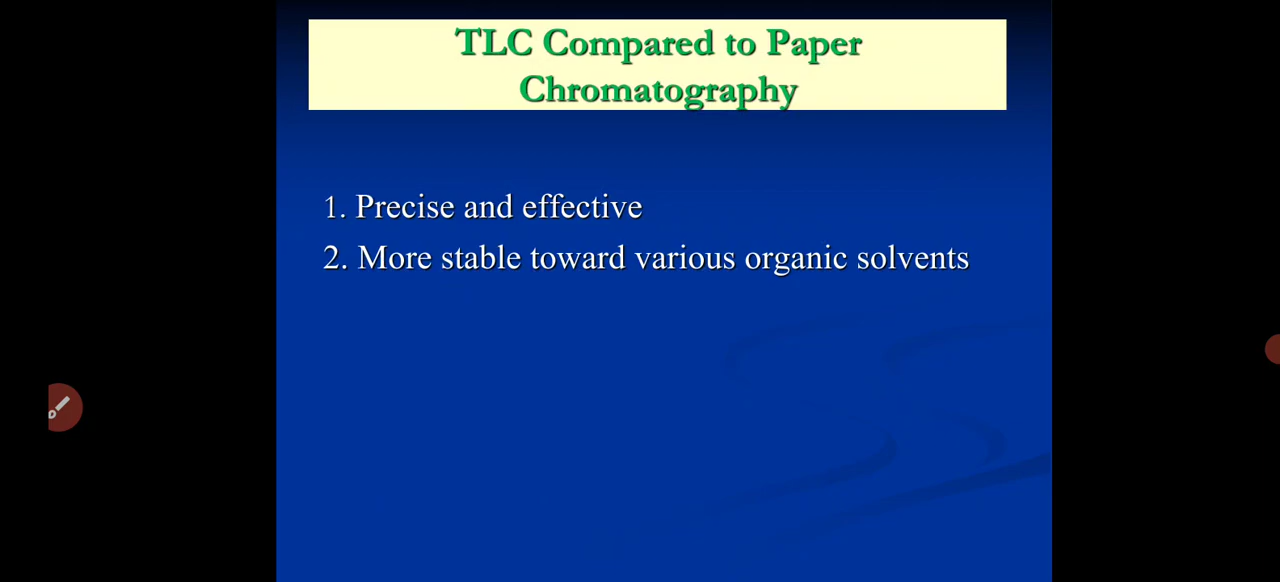 TLC Compared to Paper
Chromatography
1. Precise and effective
2. More stable toward various organic solvents